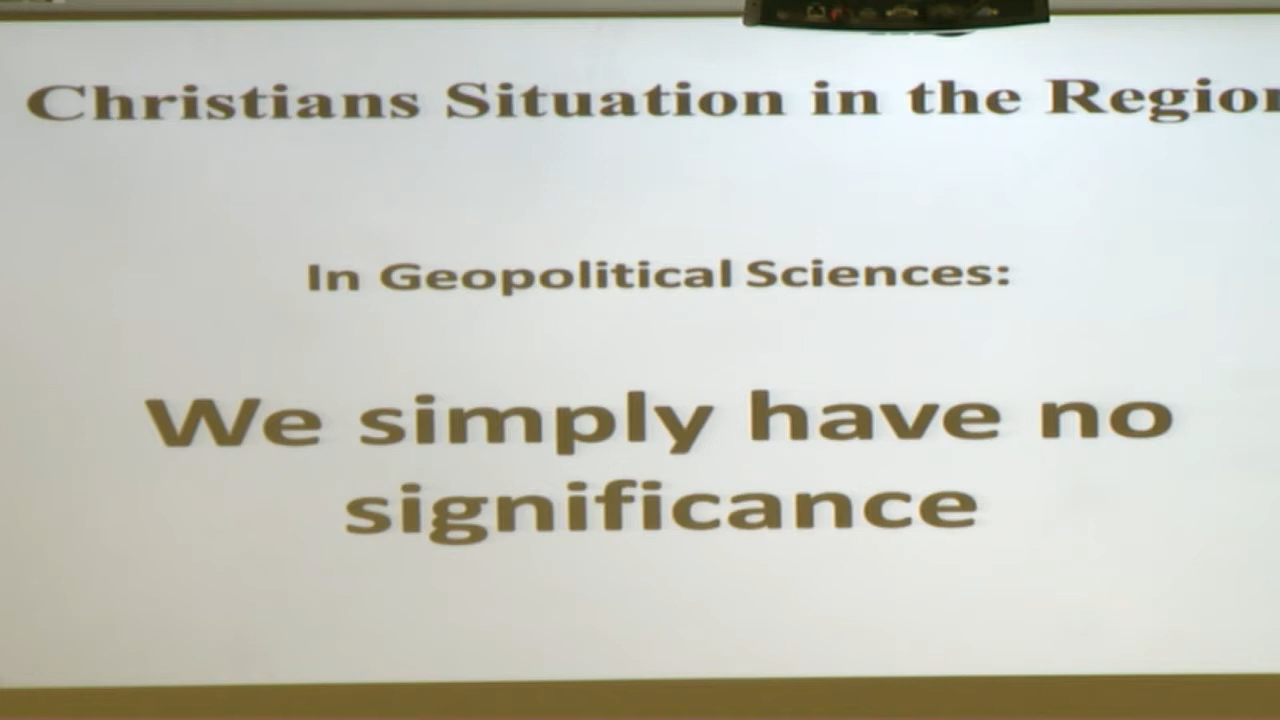 Christians Situation in the Region
In Geopolitical Sciences:
We simply have no
significance